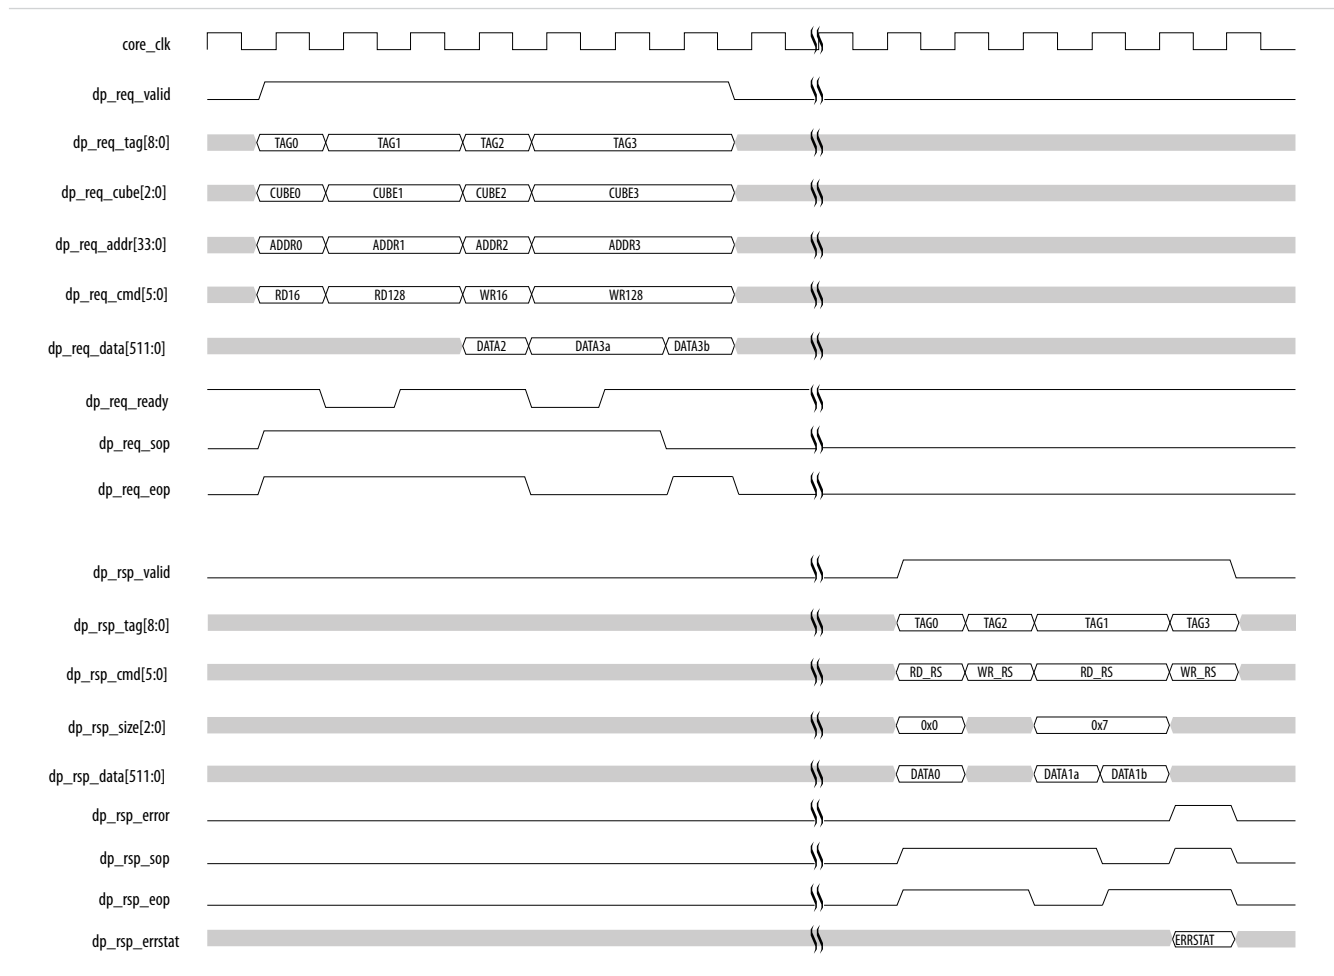 core_clk
dp_req_valid
dp_req_tag[8:0] TAG0 TAG1 TAG2 TAG3
dp_req_cube[2:0] CUBE0 CUBE1 CUBE2 CUBE3
dp_req_addr[33:0] ADDR0 ADDR1 ADDR2 ADDR3
dp_req_cmd[5:0] RD16 RD128 WR16 WR128
dp_req_data[511:0] DATA2 DATA3a DATA3b
dp_req_ready
dp_req_sop
dp_req_eop
dp_rsp_valid
dp_rsp_tag[8:0] TAG0 TAG2 TAG1 TAG3
dp_rsp_cmd[5:0] RD_RS WR_RS RD_RS WR_RS
dp_rsp_size[2:0] 0x0 0x7
dp_rsp_data[511:0] DATA0 DATA1a DATA1b
dp_rsp_error
dp_rsp_sop
dp_rsp_eop
dp_rsp_errstat ERRSTAT